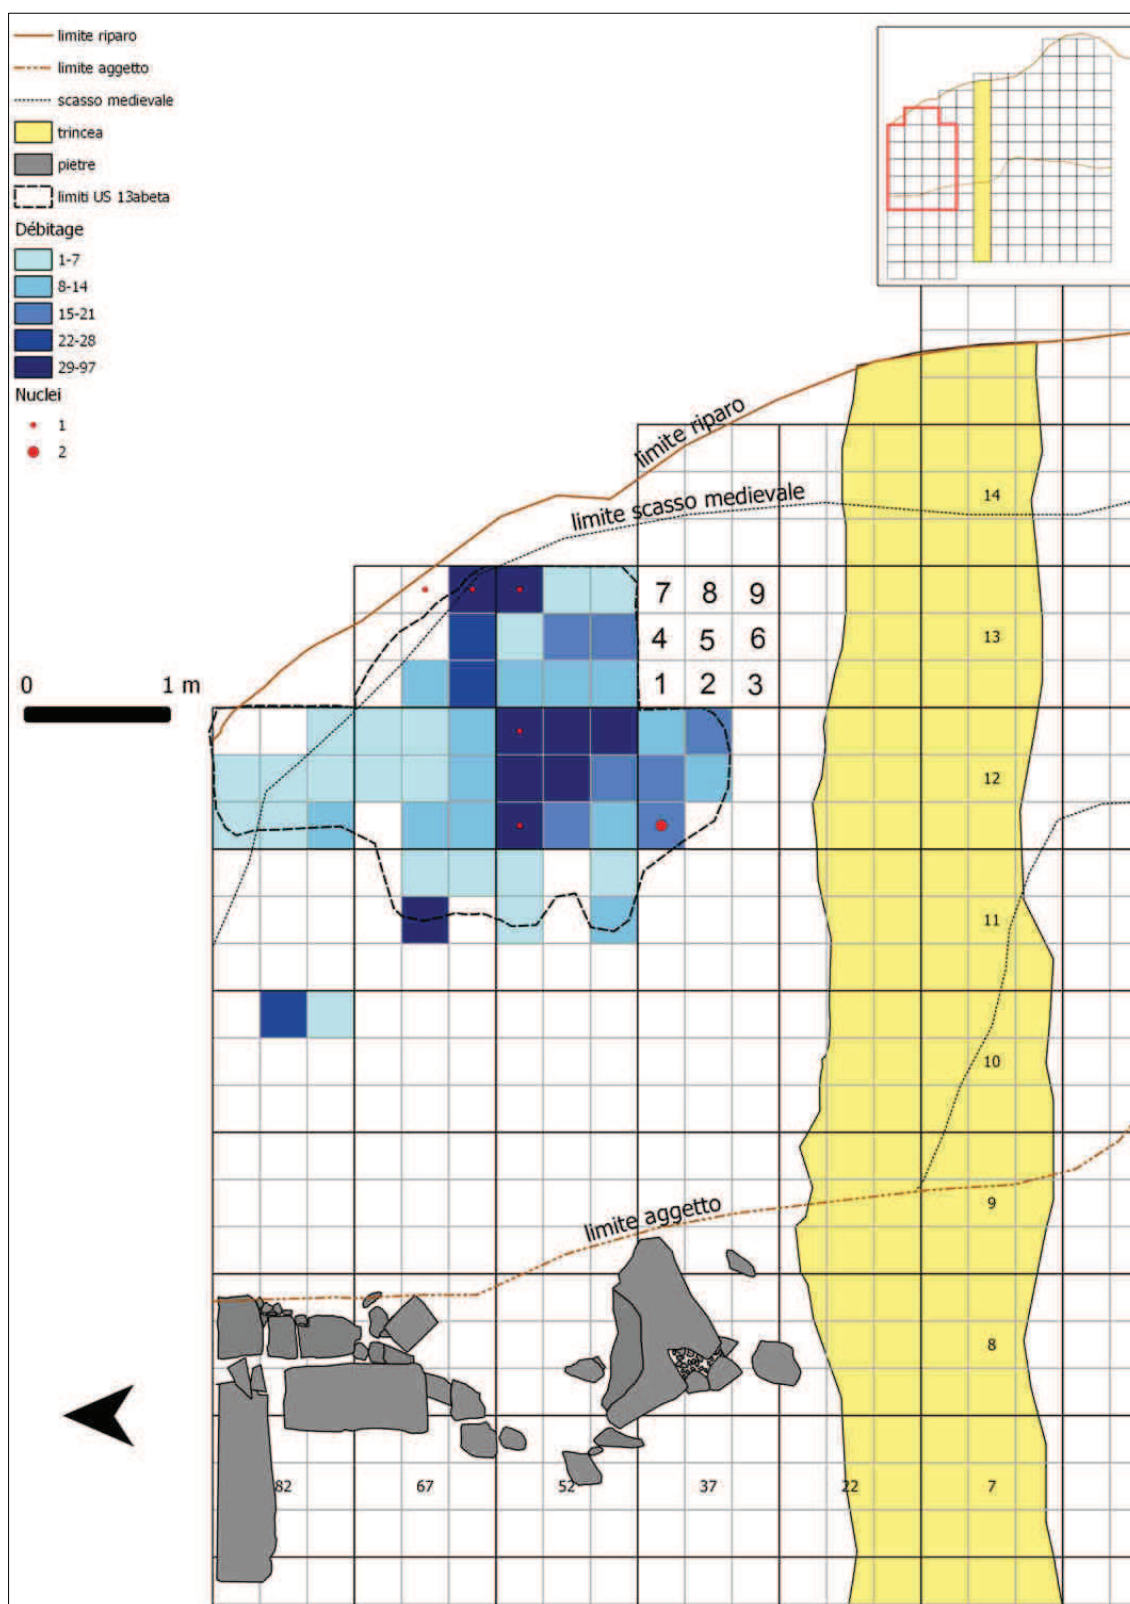 limite riparo
limite aggetto
scasso medievale
trincea
pietre
limiti US 13abeta
Débitage
1-7
8-14
15-21
22-28
29-97
Nuclei
1
2
limite riparo
limite scasso medievale
14
7 8 9
4 5 6
1 2 3
13
0 1 m
12
11
10
limite aggetto
9
8
82 67 52 37 22 7